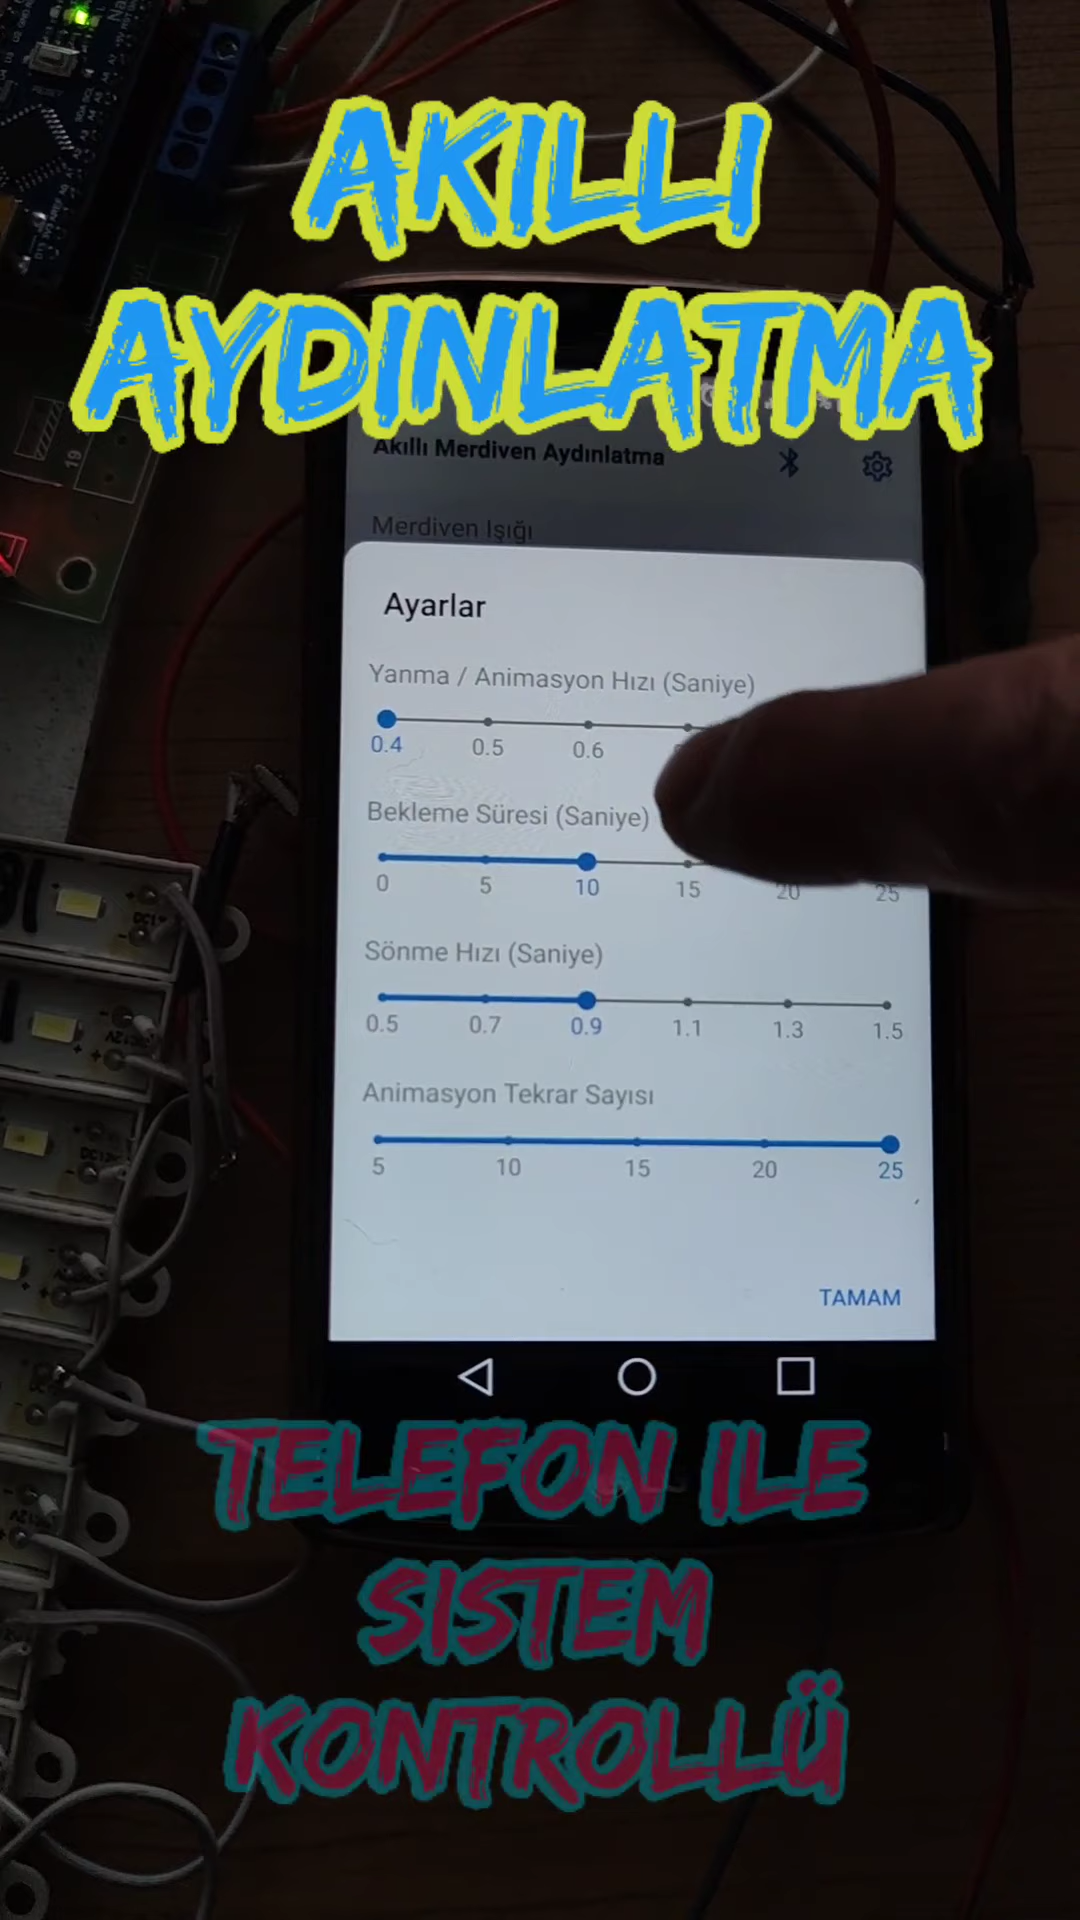 AKILLI
AYDINLATMA
Akıllı Merdiven Aydınlatma
Merdiven Işığı
Ayarlar
Yanma / Animasyon Hızı (Saniye)
0.4 0.5 0.6
Bekleme Süresi (Saniye)
0 5 10 15 20 25
Sönme Hızı (Saniye)
0.5 0.7 0.9 1.1 1.3 1.5
Animasyon Tekrar Sayısı
5 10 15 20 25
TAMAM
TELEFON ILE
SISTEM
KONTROLLÜ
RESET
19